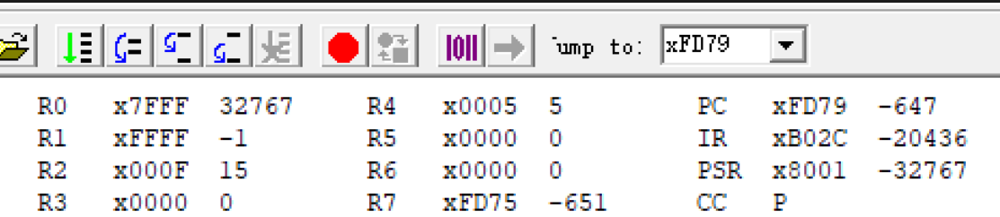 Jump to: xFD79
R0 x7FFF 32767 R4 x0005 5 PC xFD79 -647
R1 xFFFF -1 R5 x0000 0 IR xB02C -20436
R2 x000F 15 R6 x0000 0 PSR x8001 -32767
R3 x0000 0 R7 xFD75 -651 CC P